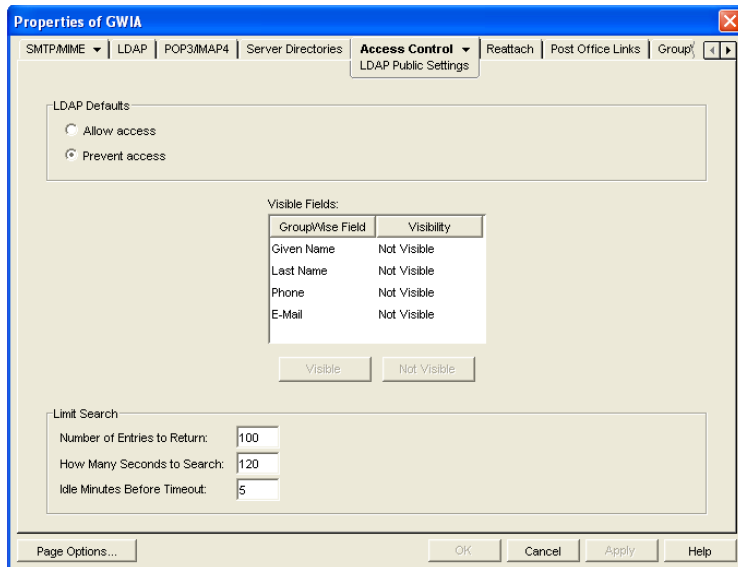 Properties of GWIA
SMTP/MIME LDAP POP3/IMAP4 Server Directories Access Control Reattach Post Office Links Group
LDAP Public Settings
LDAP Defaults
Allow access
Prevent access
Visible Fields:
GroupWise Field Visibility
Given Name Not Visible
Last Name Not Visible
Phone Not Visible
E-Mail Not Visible
Visible Not Visible
Limit Search
Number of Entries to Return: 100
How Many Seconds to Search: 120
Idle Minutes Before Timeout: 5
Page Options... OK Cancel Apply Help